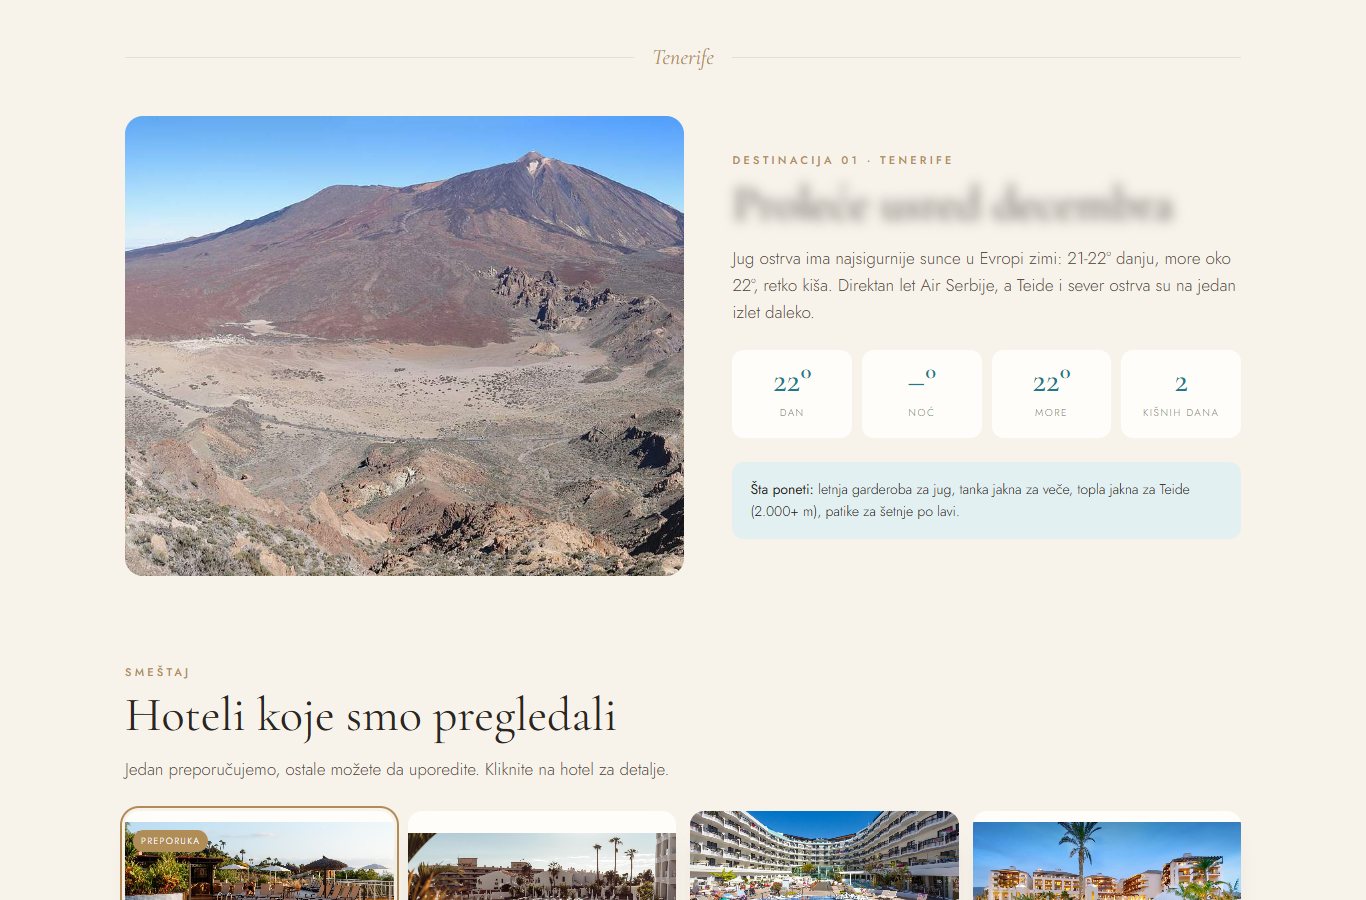 Tenerife
DESTINACIJA 01 · TENERIFE
Proleće usred decembra
Jug ostrva ima najsigurnije sunce u Evropi zimi: 21-22° danju, more oko
22°, retko kiša. Direktan let Air Serbije, a Teide i sever ostrva su na jedan
izlet daleko.
22°
DAN
—°
NOĆ
22°
MORE
2
KIŠNIH DANA
Šta poneti: letnja garderoba za jug, tanka jakna za veče, topla jakna za Teide
(2.000+ m), patike za šetnje po lavi.
SMEŠTAJ
Hoteli koje smo pregledali
Jedan preporučujemo, ostale možete da uporedite. Kliknite na hotel za detalje.
PREPORUKA